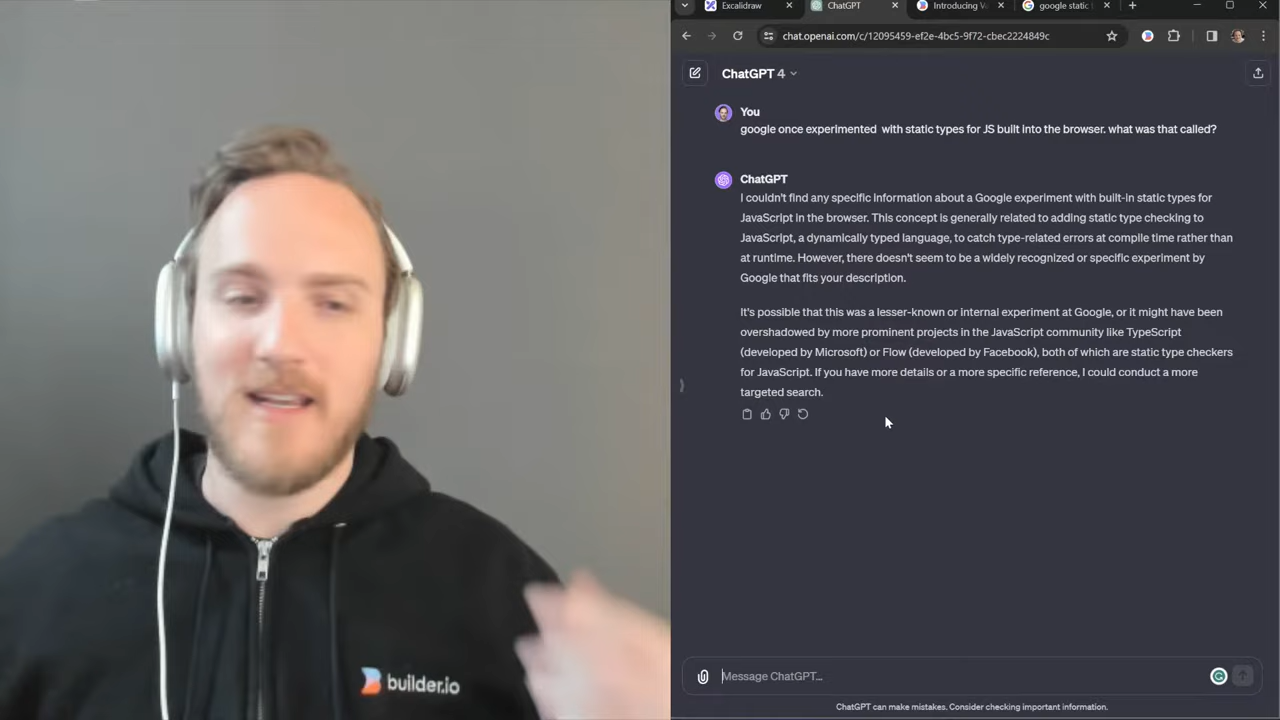 Excalidraw
ChatGPT
Introducing V
google static
chat.openai.com/c/12095459-ef2e-4bc5-9f72-cbec2224849c
ChatGPT 4
You
google once experimented with static types for JS built into the browser. what was that called?
ChatGPT
I couldn't find any specific information about a Google experiment with built-in static types for
JavaScript in the browser. This concept is generally related to adding static type checking to
JavaScript, a dynamically typed language, to catch type-related errors at compile time rather than
at runtime. However, there doesn't seem to be a widely recognized or specific experiment by
Google that fits your description.
It's possible that this was a lesser-known or internal experiment at Google, or it might have been
overshadowed by more prominent projects in the JavaScript community like TypeScript
(developed by Microsoft) or Flow (developed by Facebook), both of which are static type checkers
for JavaScript. If you have more details or a more specific reference, I could conduct a more
targeted search.
Message ChatGPT...
ChatGPT can make mistakes. Consider checking important information.
builder.io